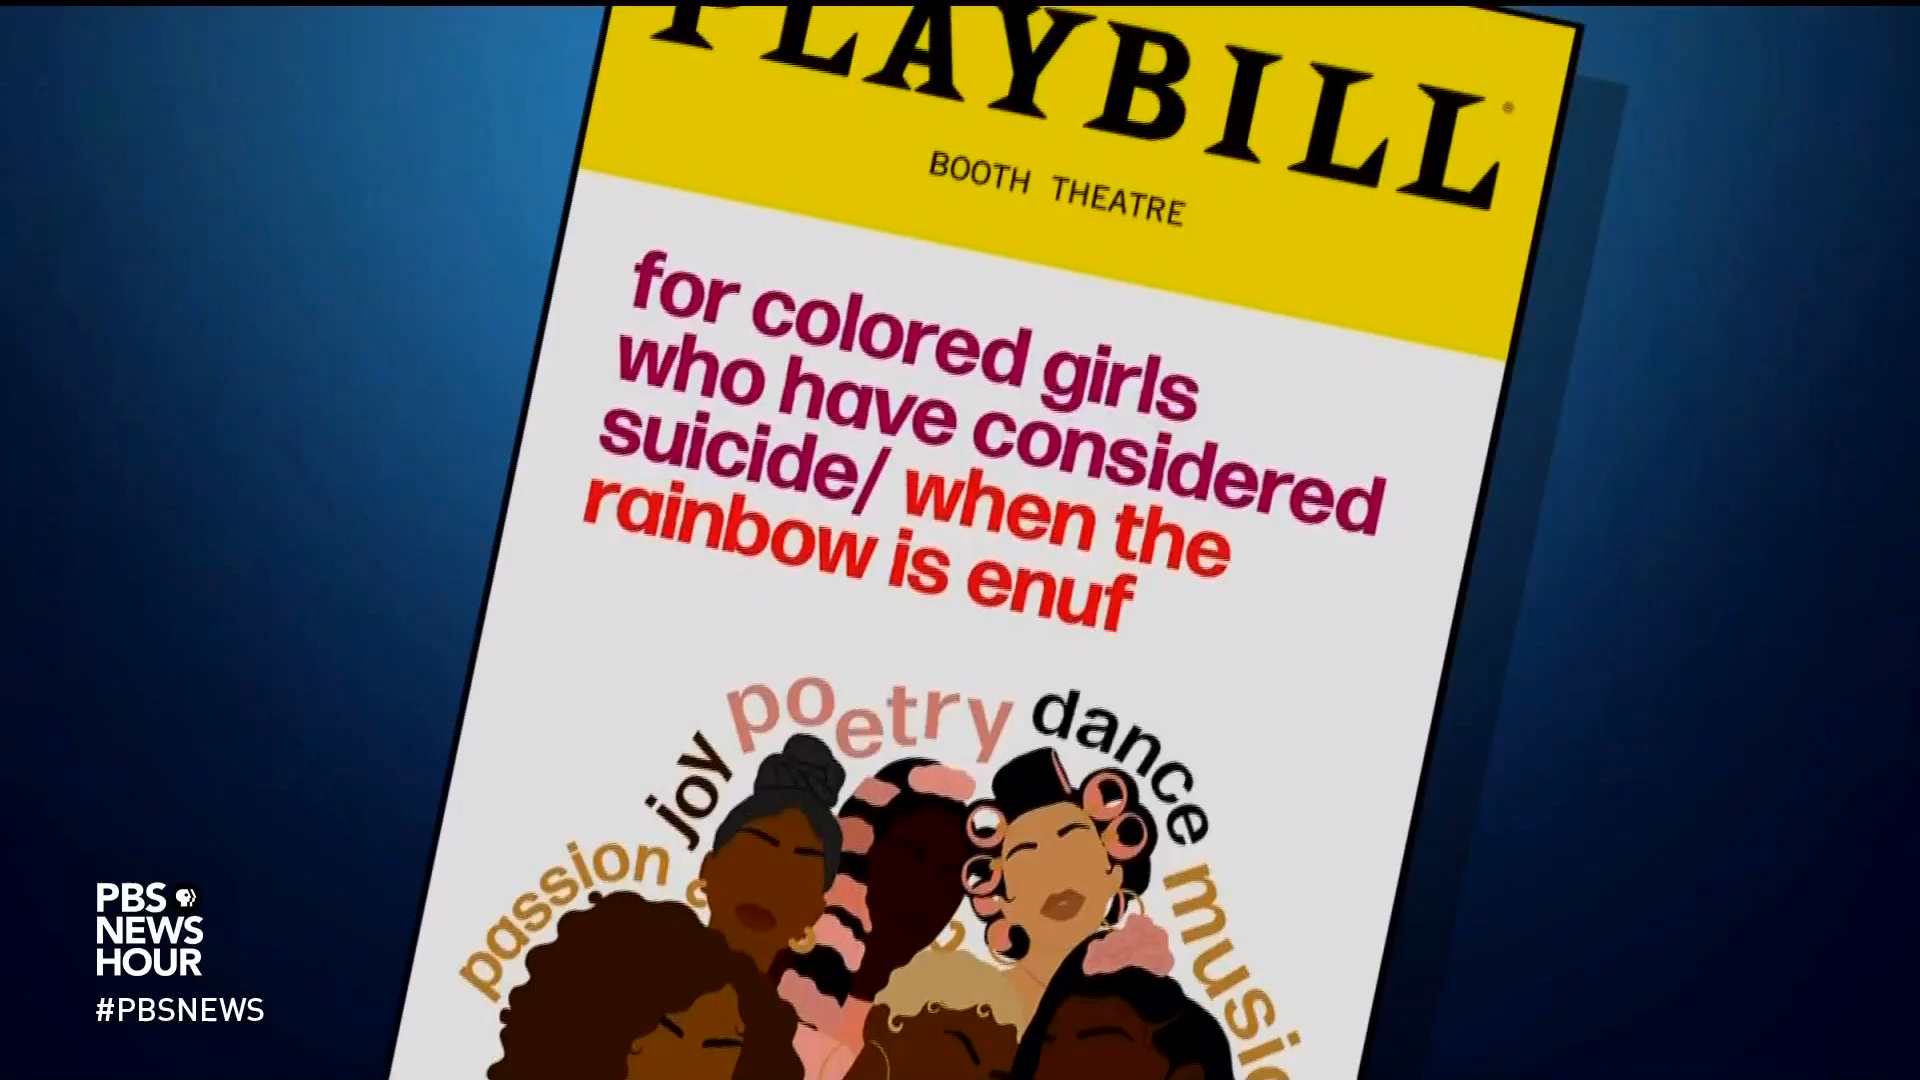 PLAYBILL®
BOOTH THEATRE
for colored girls
who have considered
suicide/ when the
rainbow is enuf
passion joy poetry dance music
PBS
NEWS
HOUR
#PBSNEWS